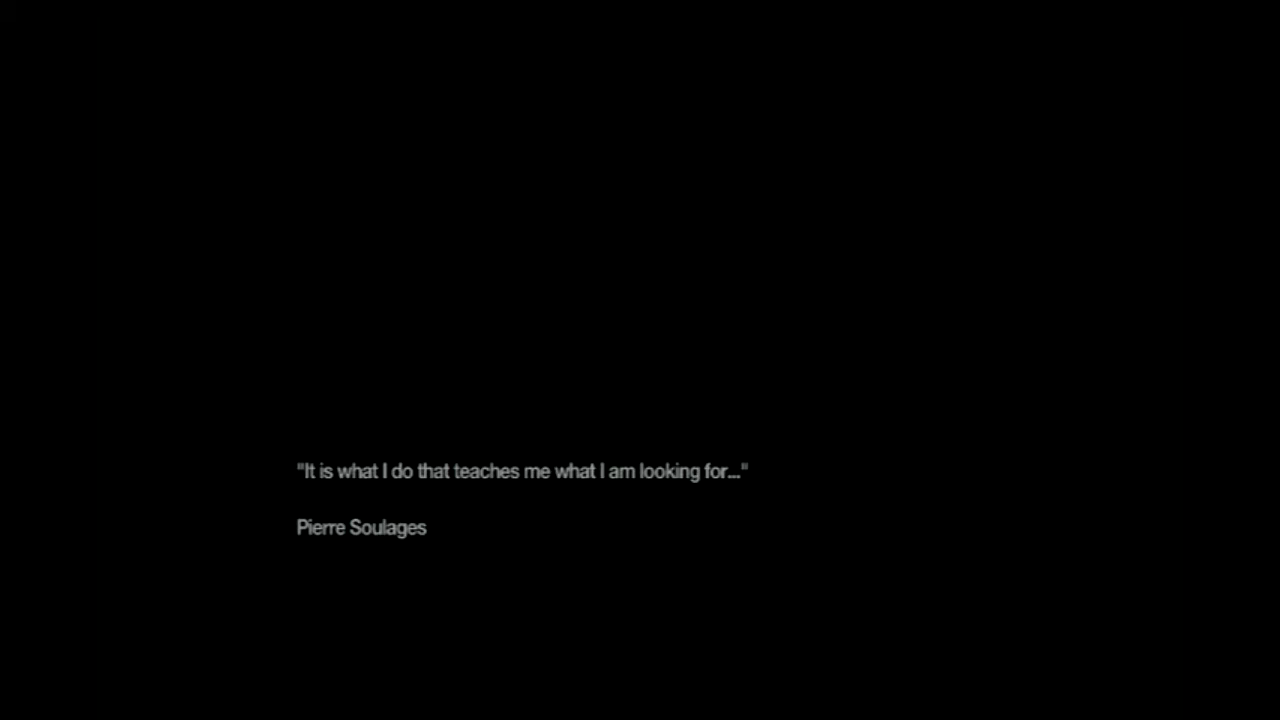 "It is what I do that teaches me what I am looking for..."
Pierre Soulages